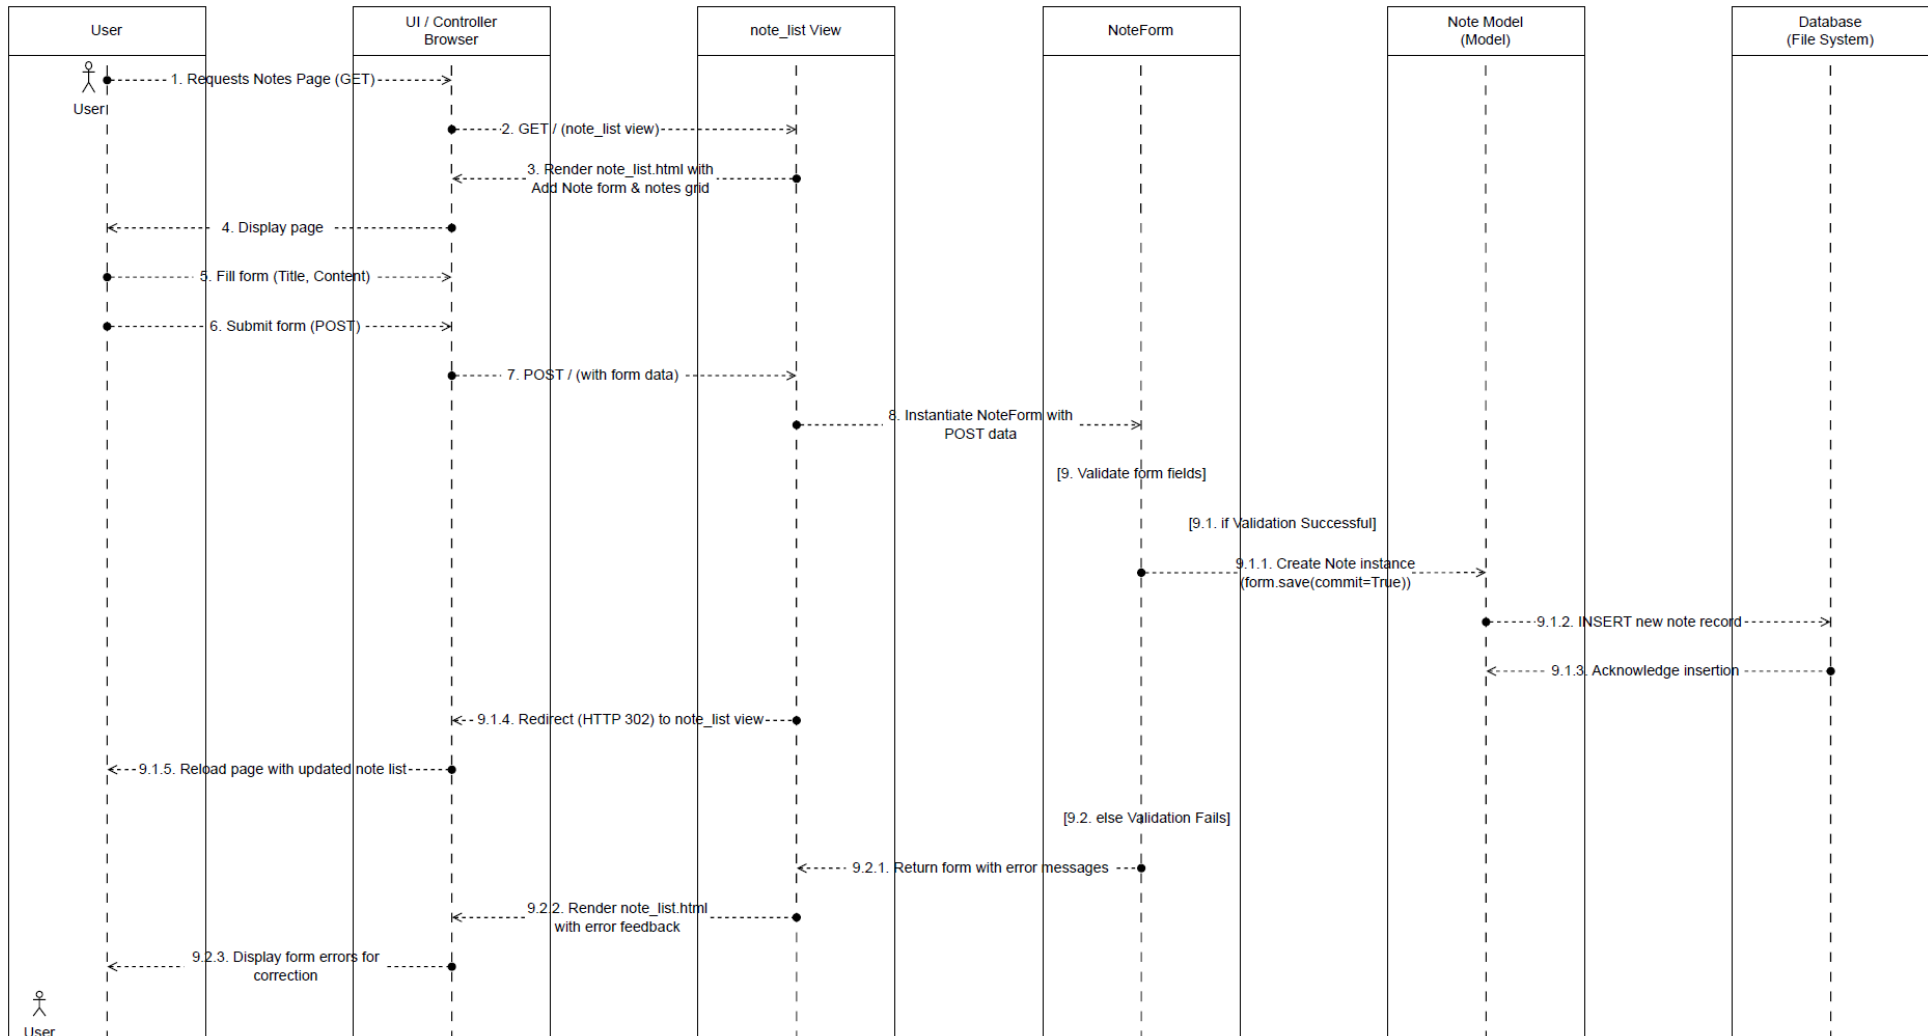 User
UI / Controller
Browser
note_list View
NoteForm
Note Model
(Model)
Database
(File System)
1. Requests Notes Page (GET)
User
2. GET / (note_list view)
3. Render note_list.html with
Add Note form & notes grid
4. Display page
5. Fill form (Title, Content)
6. Submit form (POST)
7. POST / (with form data)
8. Instantiate NoteForm with
POST data
[9. Validate form fields]
[9.1. if Validation Successful]
9.1.1. Create Note instance
(form.save(commit=True))
9.1.2. INSERT new note record
9.1.3. Acknowledge insertion
9.1.4. Redirect (HTTP 302) to note_list view
9.1.5. Reload page with updated note list
[9.2. else Validation Fails]
9.2.1. Return form with error messages
9.2.2. Render note_list.html
with error feedback
9.2.3. Display form errors for
correction
User